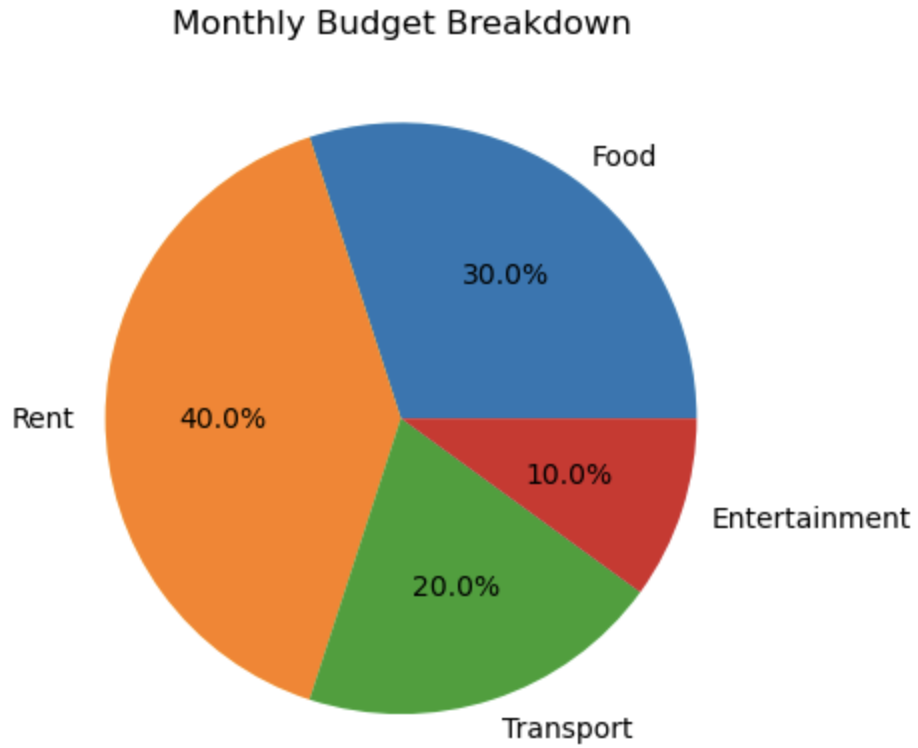 Monthly Budget Breakdown
Food
30.0%
Rent
40.0%
10.0%
Entertainment
20.0%
Transport